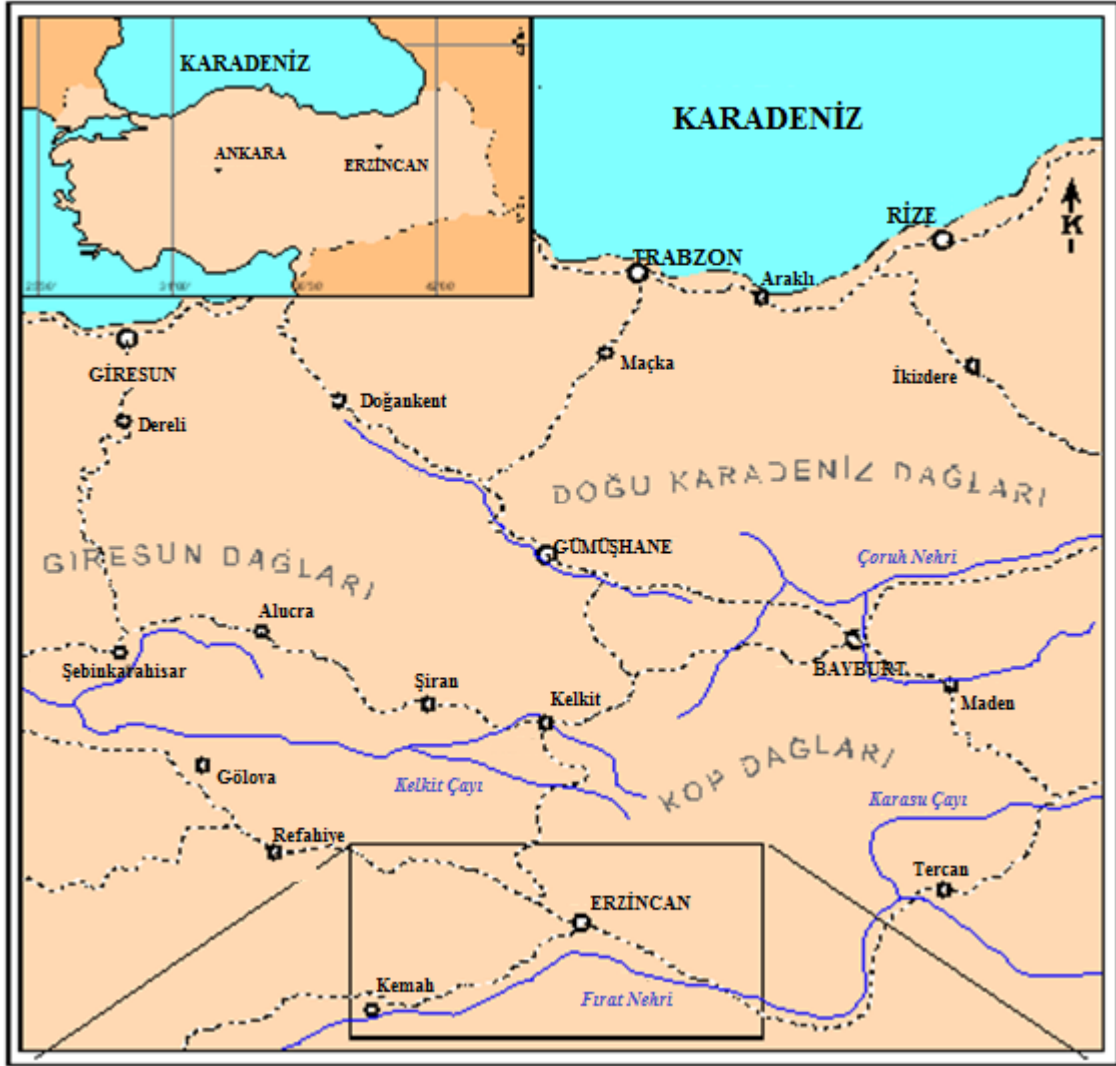 KARADENİZ
ANKARA
ERZİNCAN
KARADENİZ
RİZE
K
TRABZON
Araklı
GİRESUN
Maçka
İkizdere
Doğankent
Dereli
DOĞU KARADENİZ DAĞLARI
GİRESUN DAĞLARI
GÜMÜŞHANE
Çoruh Nehri
Alucra
Şebinkarahisar
BAYBURT
Şiran
Maden
Kelkit
Gölova
Kelkit Çayı
KOP DAĞLARI
Karasu Çayı
Refahiye
Tercan
ERZİNCAN
Kemah
Fırat Nehri